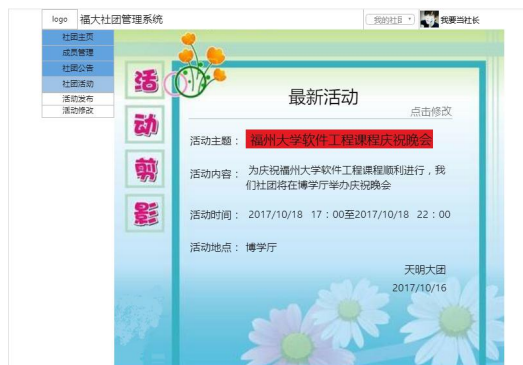 logo 福大社团管理系统 我的社团 我要当社长
社团主页
成员管理
社团公告
社团活动
活动发布
活动修改
活动剪影
最新活动
点击修改
活动主题： 福州大学软件工程课程庆祝晚会
活动内容： 为庆祝福州大学软件工程课程顺利进行，我
们社团将在博学厅举办庆祝晚会
活动时间： 2017/10/18 17：00至2017/10/18 22：00
活动地点： 博学厅
天明大团
2017/10/16